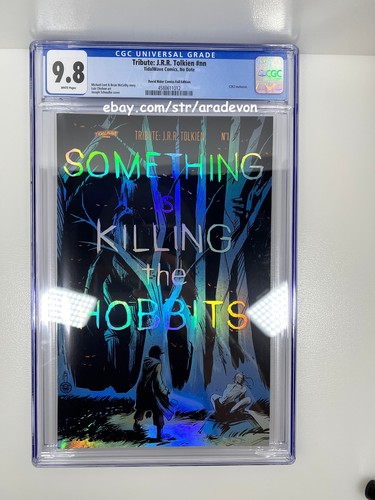 CGC UNIVERSAL GRADE
Tribute: J.R.R. Tolkien #nn
TidalWave Comics, No Date
9.8
WHITE Pages
ebay.com/str/aradevon
TRIBUTE: J.R.R. TOLKIEN N°1
SOMETHING
is
KILLING
the
HOBBITS